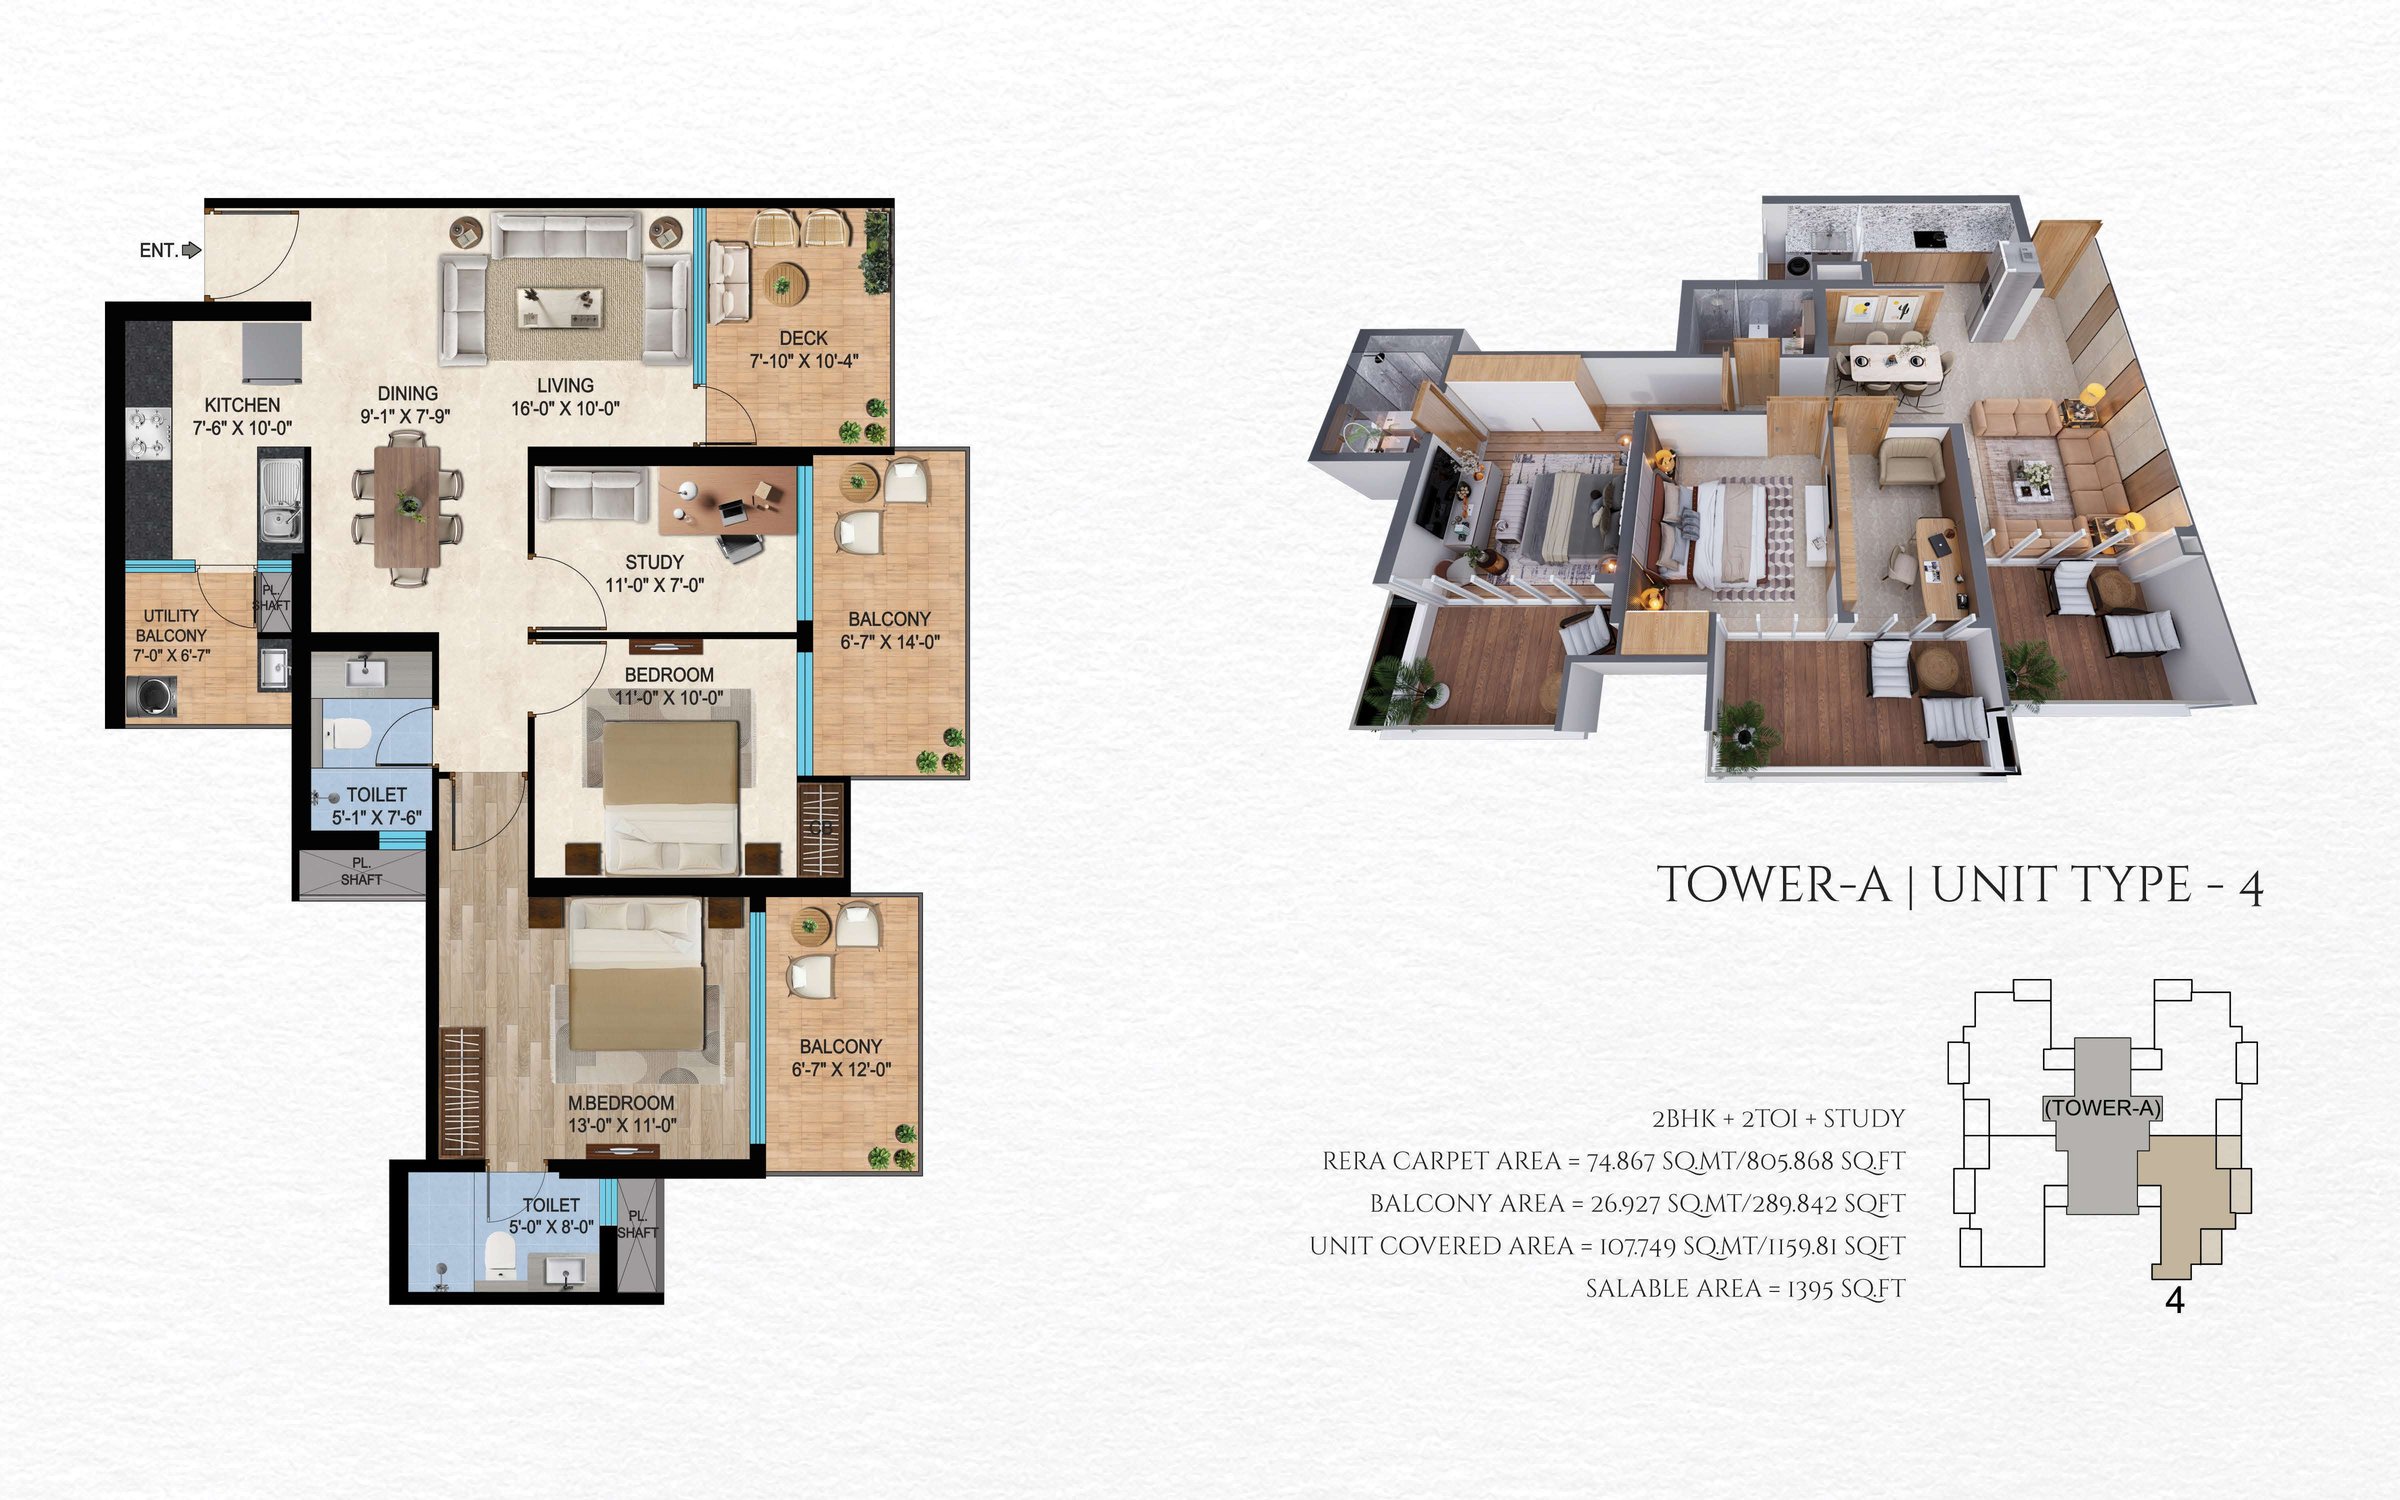 ENT.
KITCHEN
7'-6" X 10'-0"
DINING
9'-1" X 7'-9"
LIVING
16'-0" X 10'-0"
DECK
7'-10" X 10'-4"
STUDY
11'-0" X 7'-0"
BALCONY
6'-7" X 14'-0"
UTILITY
BALCONY
7'-0" X 6'-7"
PL.
SHAFT
BEDROOM
11'-0" X 10'-0"
TOILET
5'-1" X 7'-6"
CB
PL.
SHAFT
BALCONY
6'-7" X 12'-0"
M.BEDROOM
13'-0" X 11'-0"
TOILET
5'-0" X 8'-0"
PL.
SHAFT
TOWER-A | UNIT TYPE - 4
2BHK + 2TOI + STUDY
RERA CARPET AREA = 74.867 SQ.MT/805.868 SQ.FT
BALCONY AREA = 26.927 SQ.MT/289.842 SQFT
UNIT COVERED AREA = 107.749 SQ.MT/1159.81 SQFT
SALABLE AREA = 1395 SQ.FT
(TOWER-A)
4